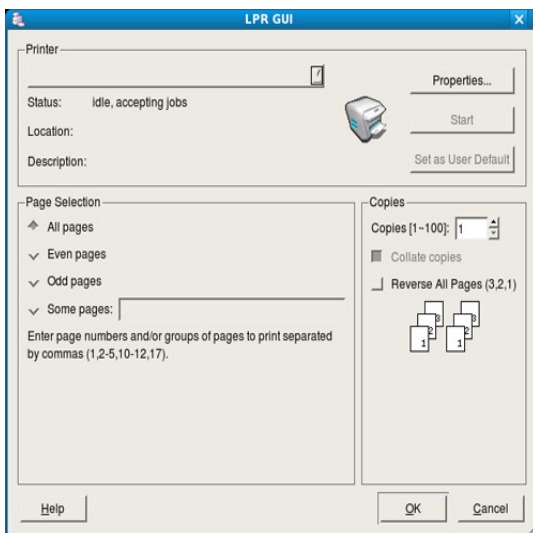 LPR GUI
Printer
Properties...
Status: idle, accepting jobs
Start
Location:
Description:
Set as User Default
Page Selection
All pages
Even pages
Odd pages
Some pages:
Enter page numbers and/or groups of pages to print separated
by commas (1,2-5,10-12,17).
Copies
Copies [1~100]: 1
Collate copies
Reverse All Pages (3,2,1)
3 3
2 2
1 1
Help
OK
Cancel